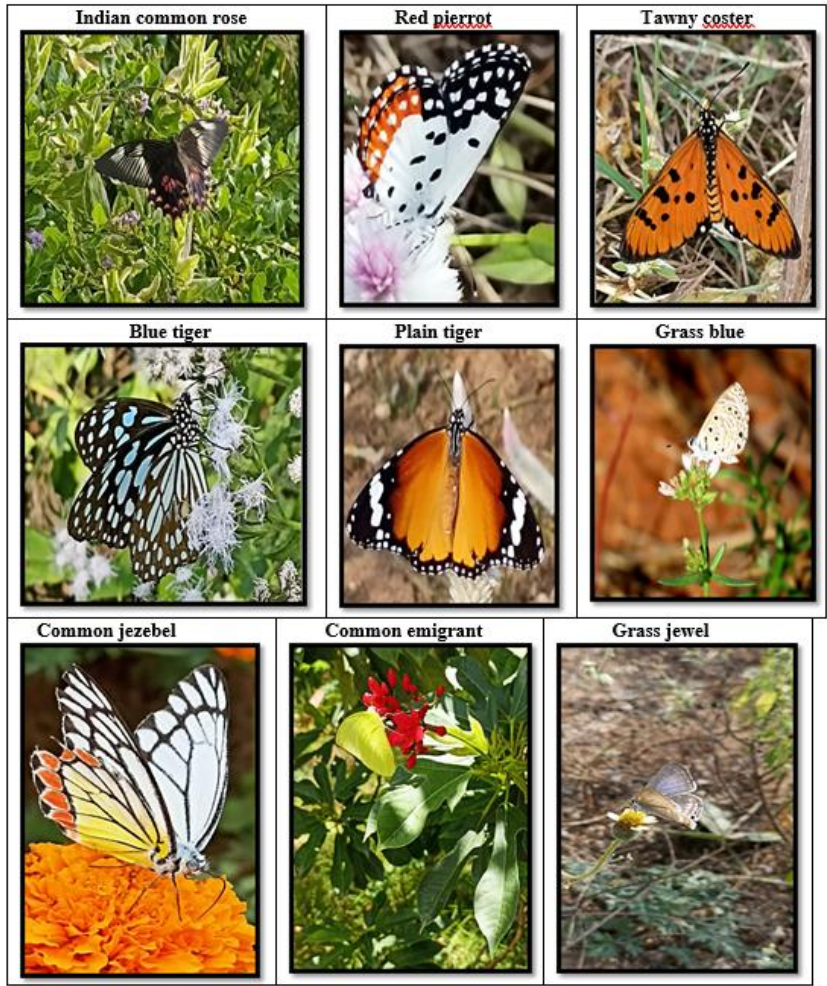 Indian common rose
Red pierrot
Tawny coster
Blue tiger
Plain tiger
Grass blue
Common jezebel
Common emigrant
Grass jewel